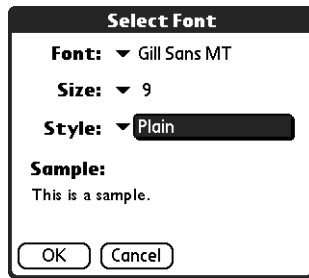 Select Font
Font: Gill Sans MT
Size: 9
Style: Plain
Sample:
This is a sample.
OK Cancel